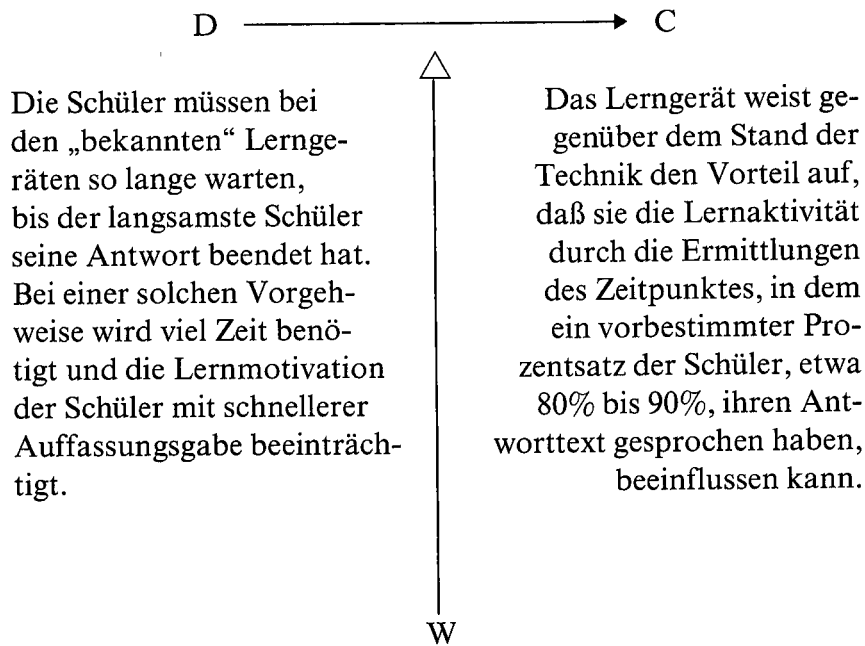 D C
Die Schüler müssen bei
den „bekannten“ Lernge-
räten so lange warten,
bis der langsamste Schüler
seine Antwort beendet hat.
Bei einer solchen Vorgeh-
weise wird viel Zeit benö-
tigt und die Lernmotivation
der Schüler mit schnellerer
Auffassungsgabe beeinträch-
tigt.
Das Lerngerät weist ge-
genüber dem Stand der
Technik den Vorteil auf,
daß sie die Lernaktivität
durch die Ermittlungen
des Zeitpunktes, in dem
ein vorbestimmter Pro-
zentsatz der Schüler, etwa
80% bis 90%, ihren Ant-
worttext gesprochen haben,
beeinflussen kann.
W